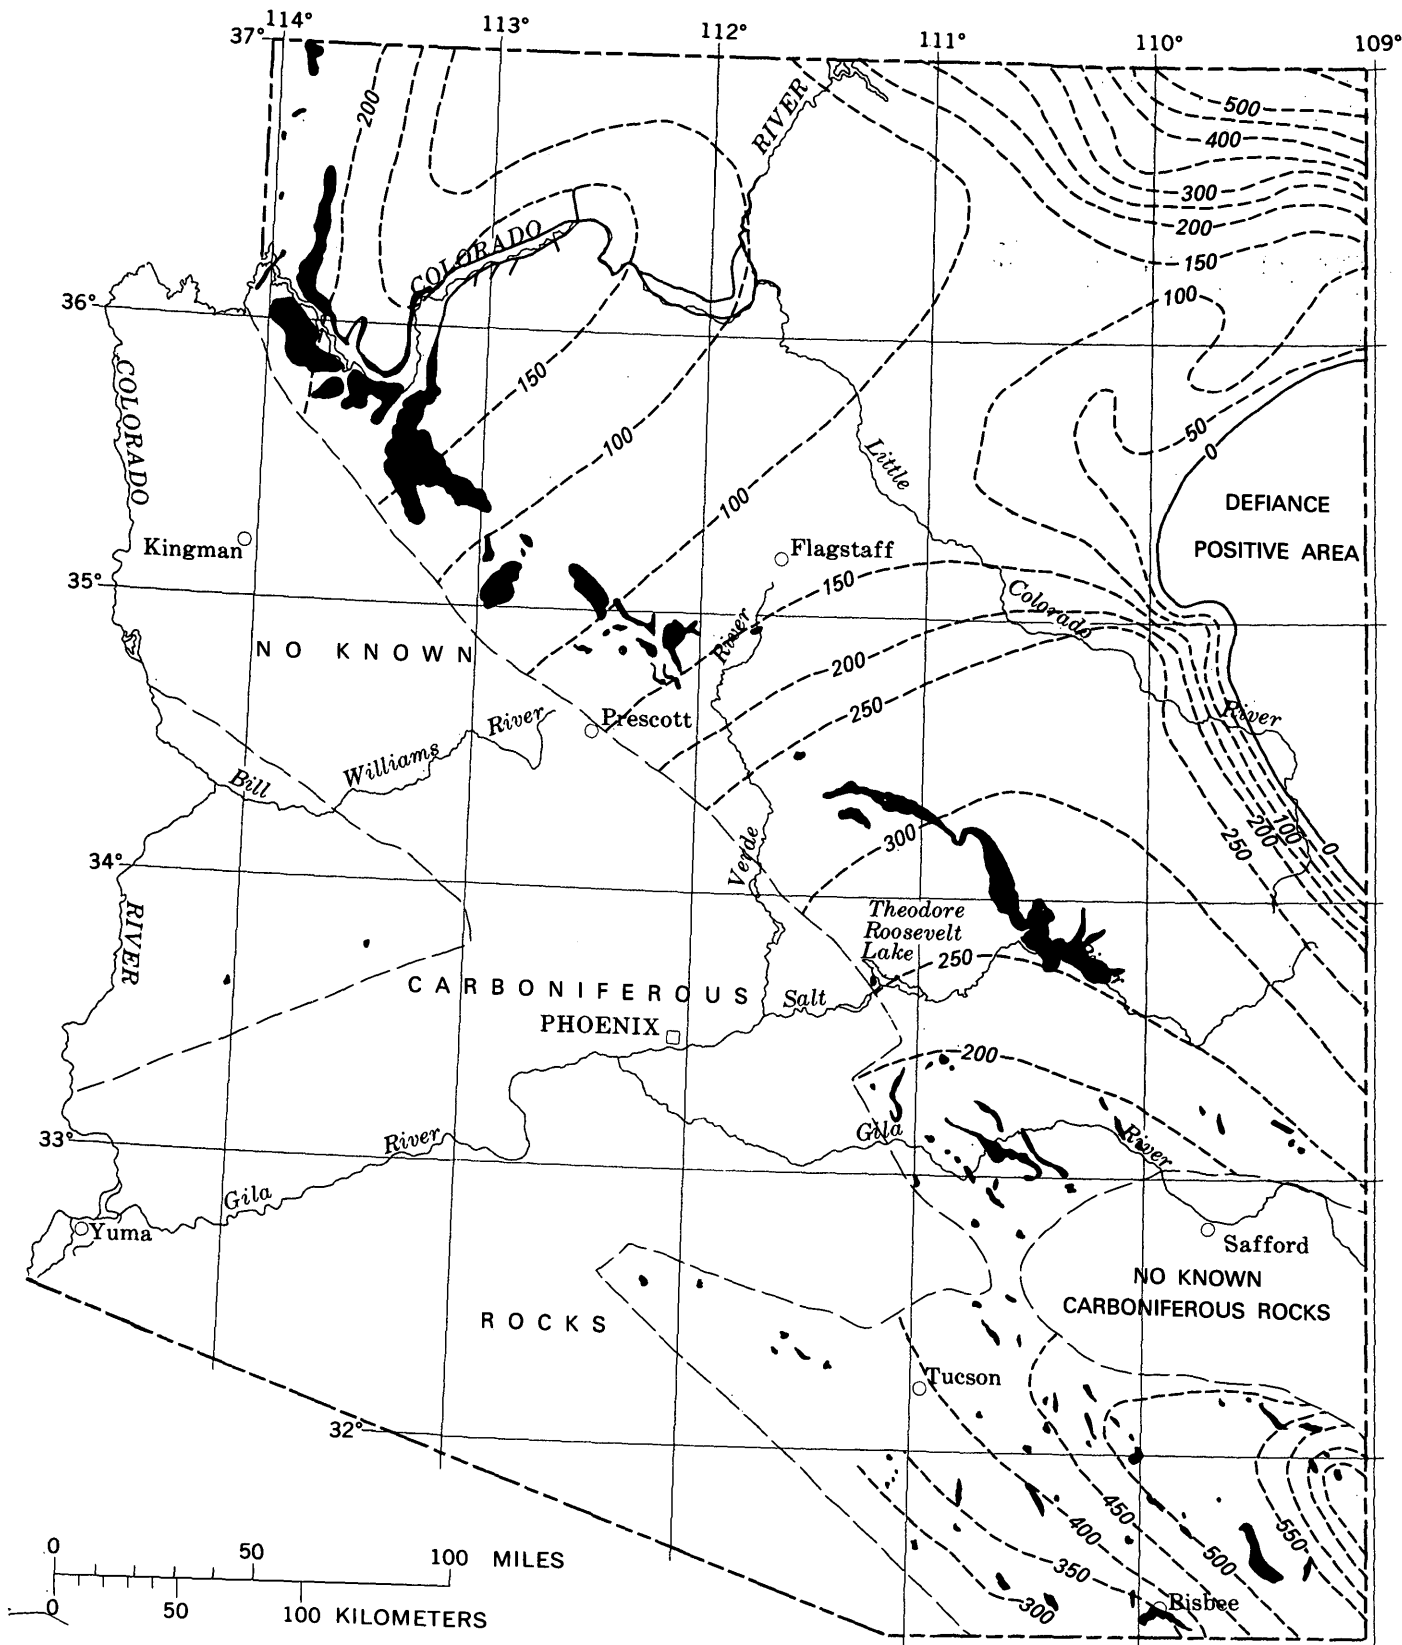 114°
113°
112°
111°
110°
109°
37°
200
RIVER
500
400
300
200
150
100
COLORADO
36°
COLORADO
150
100
50
0
100
Little
DEFIANCE
POSITIVE AREA
Kingman
Flagstaff
150
35°
Colorado
NO KNOWN
River
200
250
River
Prescott
River
Bill
Williams
300
100
200
250
0
34°
Verde
RIVER
Theodore
Roosevelt
Lake
250
CARBONIFEROUS
Salt
PHOENIX
200
33°
River
Gila
River
Gila
Yuma
Safford
NO KNOWN
CARBONIFEROUS ROCKS
ROCKS
Tucson
32°
450
400
500
550
350
300
Bisbee
0 50 100 MILES
0 50 100 KILOMETERS